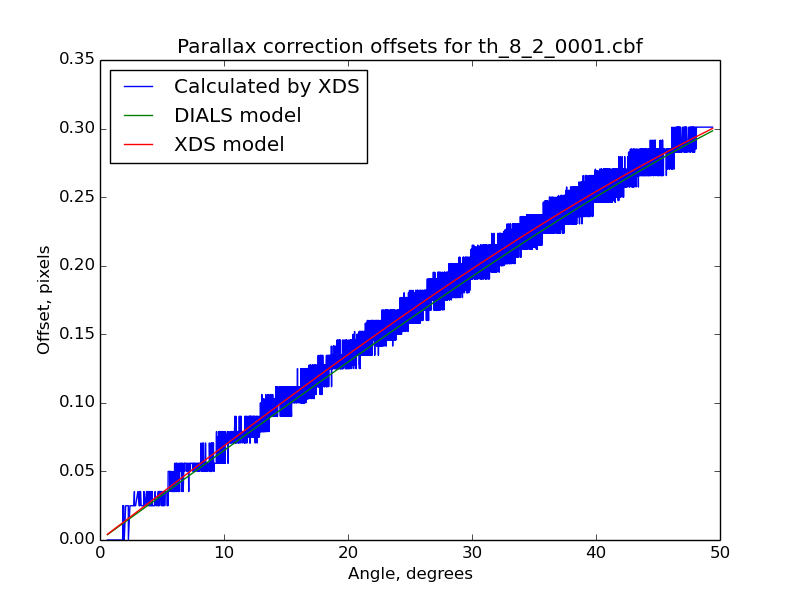 Parallax correction offsets for th_8_2_0001.cbf
0.35
0.30
0.25
0.20
0.15
0.10
0.05
0.00
Offset, pixels
Calculated by XDS
DIALS model
XDS model
0 10 20 30 40 50
Angle, degrees